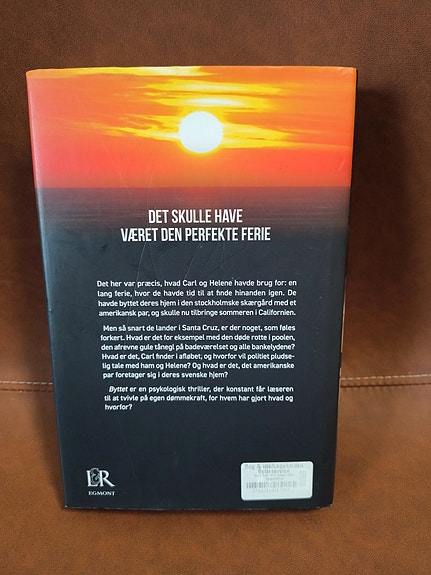 DET SKULLE HAVE
VÆRET DEN PERFEKTE FERIE
Det her var præcis, hvad Carl og Helene havde brug for: en
lang ferie, hvor de havde tid til at finde hinanden igen. De
havde byttet deres hjem i den stockholmske skærgård med et
amerikansk par, og skulle nu tilbringe sommeren i Californien.
Men så snart de lander i Santa Cruz, er der noget, som føles
forkert. Hvad er det for eksempel med den døde rotte i poolen,
den afrevne gule tånegl på badeværelset og alle bankelydene?
Hvad er det, Carl finder i afløbet, og hvorfor vil politiet pludse-
lig tale med ham og Helene? Og hvad er det, det amerikanske
par foretager sig i deres svenske hjem?
Byttet er en psykologisk thriller, der konstant får læseren
til at tvivle på egen dømmekraft, for hvem har gjort hvad og
hvorfor?
L&R
EGMONT